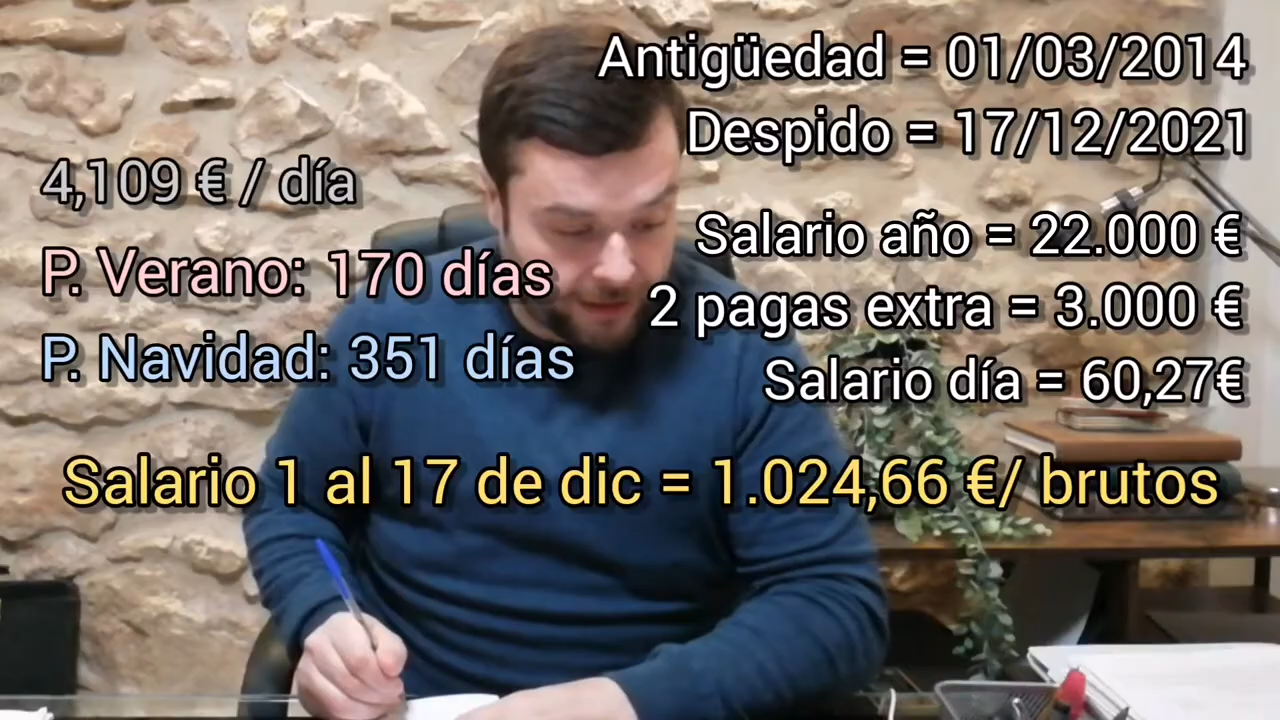 Antigüedad = 01/03/2014
Despido = 17/12/2021
4,109 € / día
Salario año = 22.000 €
P. Verano: 170 días
2 pagas extra = 3.000 €
P. Navidad: 351 días
Salario día = 60,27€
Salario 1 al 17 de dic = 1.024,66 €/ brutos